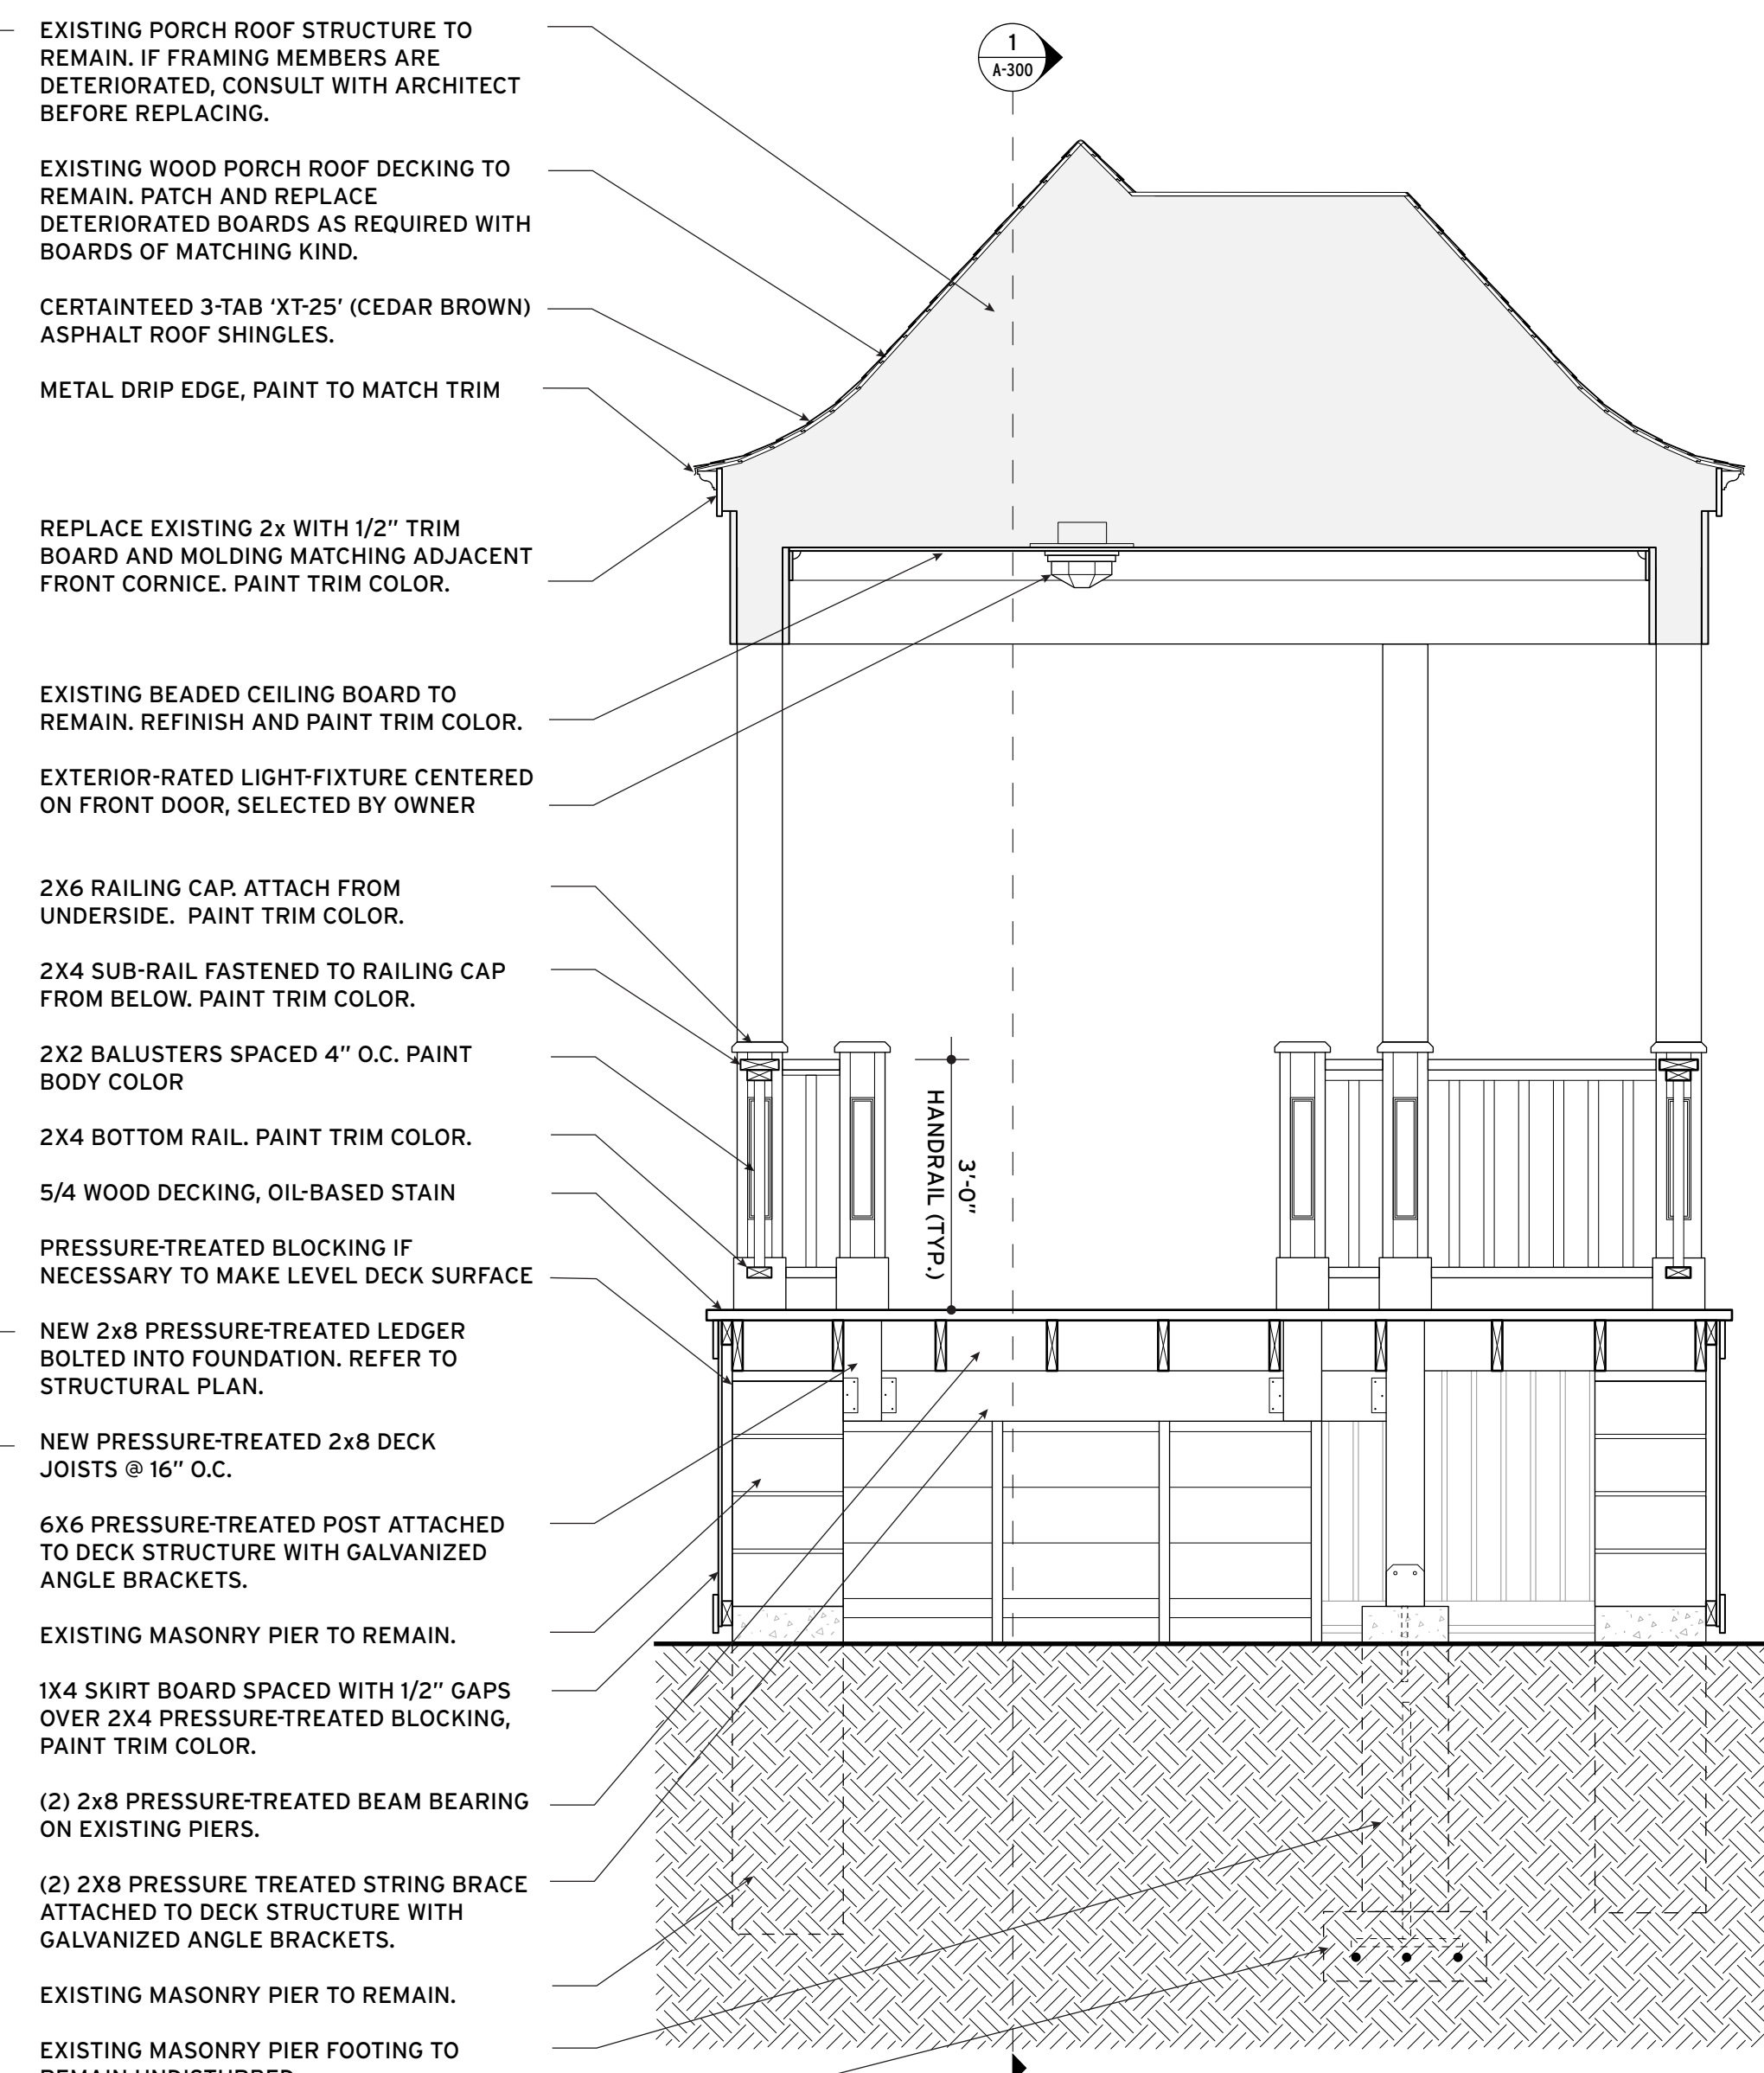 EXISTING PORCH ROOF STRUCTURE TO
REMAIN. IF FRAMING MEMBERS ARE
DETERIORATED, CONSULT WITH ARCHITECT
BEFORE REPLACING.
EXISTING WOOD PORCH ROOF DECKING TO
REMAIN. PATCH AND REPLACE
DETERIORATED BOARDS AS REQUIRED WITH
BOARDS OF MATCHING KIND.
CERTAINTEED 3-TAB ‘XT-25’ (CEDAR BROWN)
ASPHALT ROOF SHINGLES.
METAL DRIP EDGE, PAINT TO MATCH TRIM
REPLACE EXISTING 2x WITH 1/2” TRIM
BOARD AND MOLDING MATCHING ADJACENT
FRONT CORNICE. PAINT TRIM COLOR.
EXISTING BEADED CEILING BOARD TO
REMAIN. REFINISH AND PAINT TRIM COLOR.
EXTERIOR-RATED LIGHT-FIXTURE CENTERED
ON FRONT DOOR, SELECTED BY OWNER
2X6 RAILING CAP. ATTACH FROM
UNDERSIDE. PAINT TRIM COLOR.
2X4 SUB-RAIL FASTENED TO RAILING CAP
FROM BELOW. PAINT TRIM COLOR.
2X2 BALUSTERS SPACED 4” O.C. PAINT
BODY COLOR
2X4 BOTTOM RAIL. PAINT TRIM COLOR.
5/4 WOOD DECKING, OIL-BASED STAIN
PRESSURE-TREATED BLOCKING IF
NECESSARY TO MAKE LEVEL DECK SURFACE
NEW 2x8 PRESSURE-TREATED LEDGER
BOLTED INTO FOUNDATION. REFER TO
STRUCTURAL PLAN.
NEW PRESSURE-TREATED 2x8 DECK
JOISTS @ 16” O.C.
6X6 PRESSURE-TREATED POST ATTACHED
TO DECK STRUCTURE WITH GALVANIZED
ANGLE BRACKETS.
EXISTING MASONRY PIER TO REMAIN.
1X4 SKIRT BOARD SPACED WITH 1/2” GAPS
OVER 2X4 PRESSURE-TREATED BLOCKING,
PAINT TRIM COLOR.
(2) 2x8 PRESSURE-TREATED BEAM BEARING
ON EXISTING PIERS.
(2) 2X8 PRESSURE TREATED STRING BRACE
ATTACHED TO DECK STRUCTURE WITH
GALVANIZED ANGLE BRACKETS.
EXISTING MASONRY PIER TO REMAIN.
EXISTING MASONRY PIER FOOTING TO
REMAIN UNDISTURBED
1
A-300
3’-0”
HANDRAIL (TYP.)